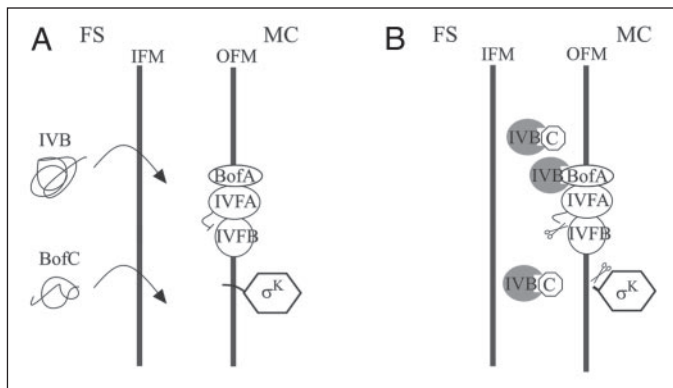 A
FS
MC
IFM
OFM
IVB
BofA
IVFA
IVFB
BofC
σᴷ
B
FS
MC
IFM
OFM
IVB C
IVB BofA
IVFA
IVFB
IVB C
σᴷ